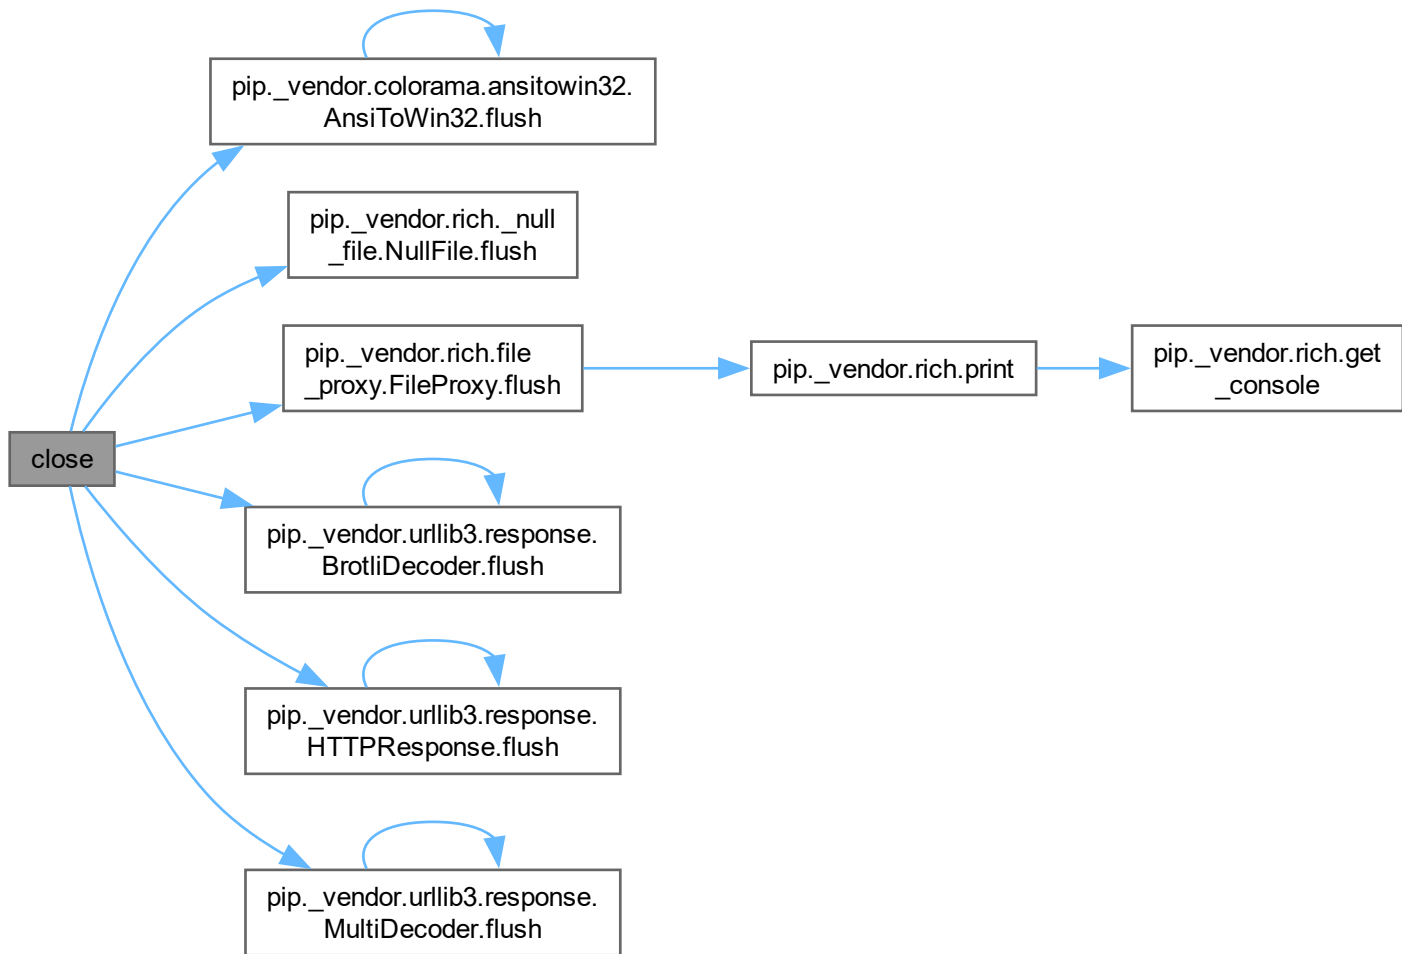 pip._vendor.colorama.ansitowin32.
AnsiToWin32.flush
pip._vendor.rich._null
_file.NullFile.flush
pip._vendor.rich.file
_proxy.FileProxy.flush
pip._vendor.rich.print
pip._vendor.rich.get
_console
close
pip._vendor.urllib3.response.
BrotliDecoder.flush
pip._vendor.urllib3.response.
HTTPResponse.flush
pip._vendor.urllib3.response.
MultiDecoder.flush